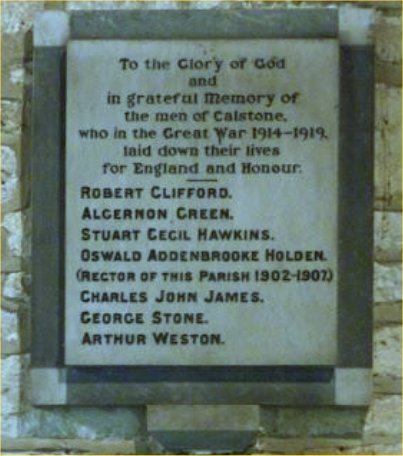 To the Glory of God
and
in grateful Memory of
the men of Calstone,
who in the Great War 1914-1919,
laid down their lives
for England and Honour.
ROBERT CLIFFORD.
ALGERNON GREEN.
STUART CECIL HAWKINS.
OSWALD ADDENBROOKE HOLDEN.
(RECTOR OF THIS PARISH 1902-1907.)
CHARLES JOHN JAMES.
GEORGE STONE.
ARTHUR WESTON.